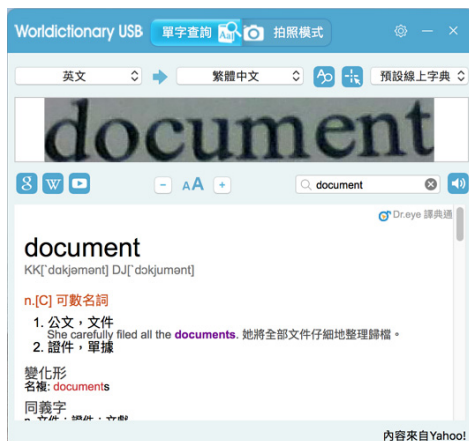 Worldictionary USB 單字查詢 拍照模式
英文 繁體中文 預設線上字典
document
document
Dr.eye 譯典通
document
KK[ˋdɑkjəmənt] DJ[ˋdɔkjumənt]
n.[C] 可數名詞
1. 公文，文件
She carefully filed all the documents. 她將全部文件仔細地整理歸檔。
2. 證件，單據
變化形
名複: documents
同義字
內容來自Yahoo!